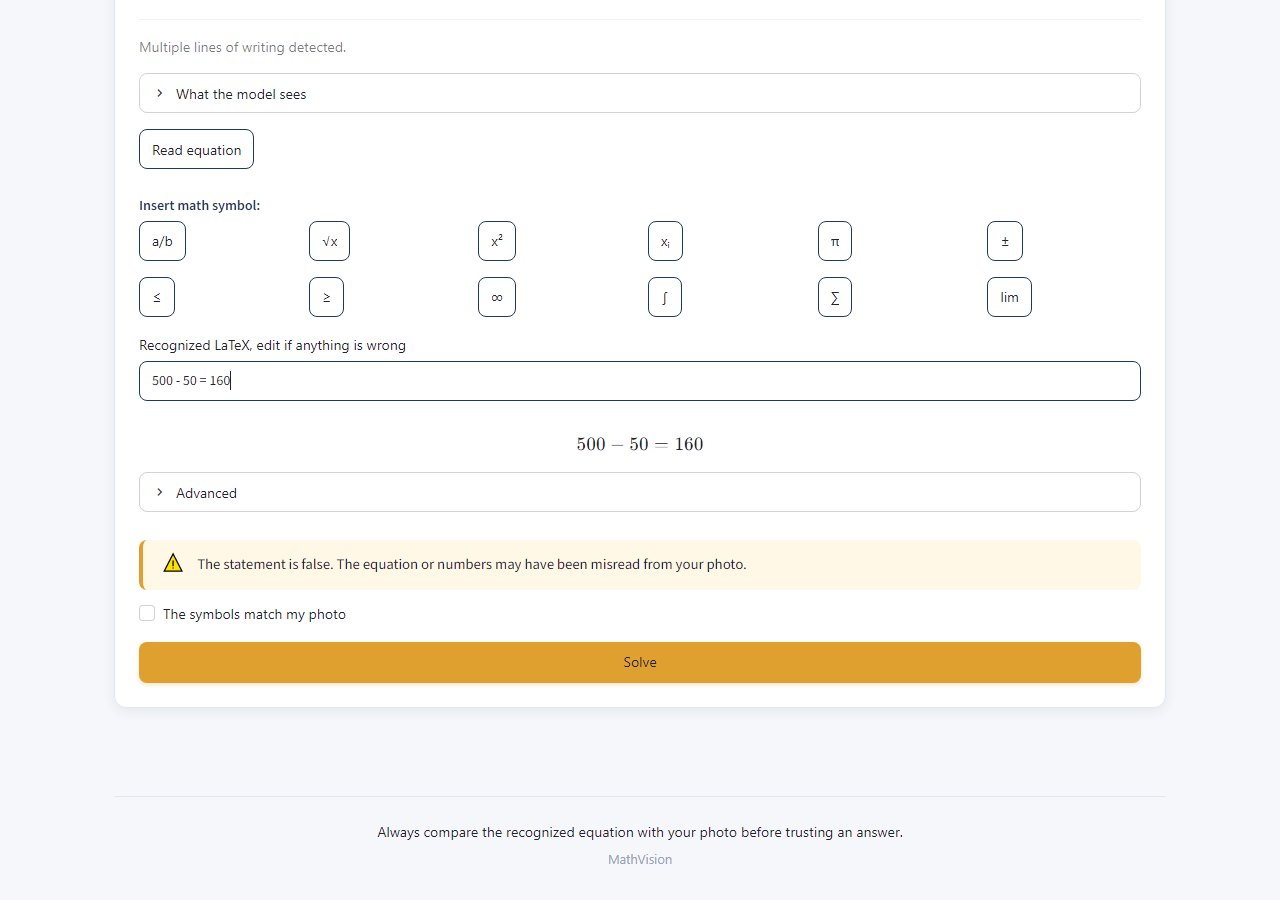 Multiple lines of writing detected.
What the model sees
Read equation
Insert math symbol:
a/b √x x² xᵢ π ±
≤ ≥ ∞ ∫ ∑ lim
Recognized LaTeX, edit if anything is wrong
500 - 50 = 160
500 − 50 = 160
Advanced
The statement is false. The equation or numbers may have been misread from your photo.
The symbols match my photo
Solve
Always compare the recognized equation with your photo before trusting an answer.
MathVision